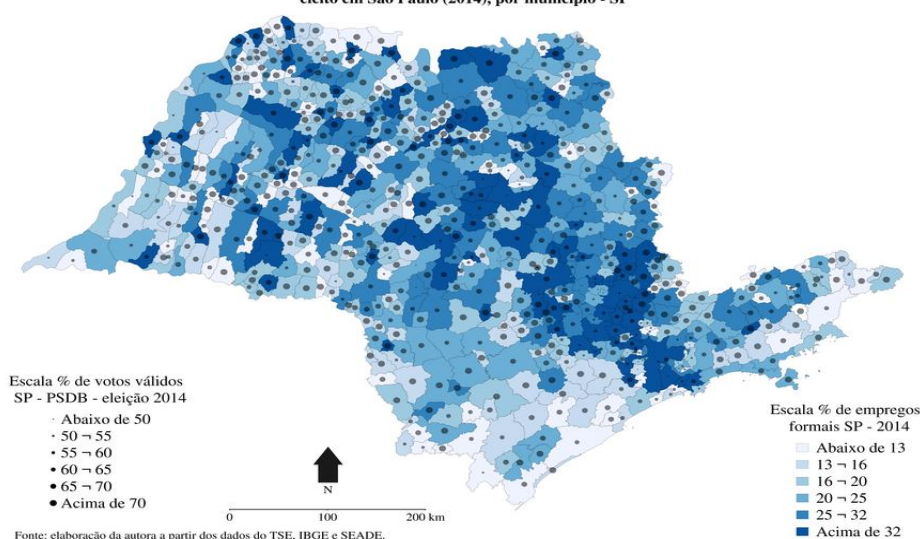 eleito em São Paulo (2014), por município - SP
Escala % de votos válidos
SP - PSDB - eleição 2014
Abaixo de 50
50 ¬ 55
55 ¬ 60
60 ¬ 65
65 ¬ 70
Acima de 70
N
0 100 200 km
Escala % de empregos
formais SP - 2014
Abaixo de 13
13 ¬ 16
16 ¬ 20
20 ¬ 25
25 ¬ 32
Acima de 32
Fonte: elaboração da autora a partir dos dados do TSE, IBGE e SEADE.